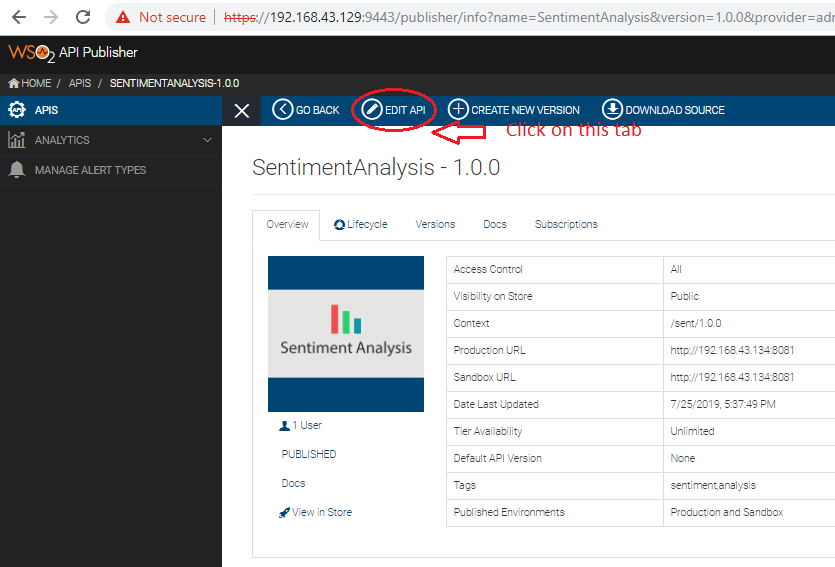 Not secure | https://192.168.43.129:9443/publisher/info?name=SentimentAnalysis&version=1.0.0&provider=adr
WSO2 API Publisher
HOME / APIS / SENTIMENTANALYSIS-1.0.0
APIS
GO BACK EDIT API CREATE NEW VERSION DOWNLOAD SOURCE
Click on this tab
ANALYTICS
MANAGE ALERT TYPES
SentimentAnalysis - 1.0.0
Overview Lifecycle Versions Docs Subscriptions
Sentiment Analysis
1 User
PUBLISHED
Docs
View in Store
Access Control All
Visibility on Store Public
Context /sent/1.0.0
Production URL http://192.168.43.134:8081
Sandbox URL http://192.168.43.134:8081
Date Last Updated 7/25/2019, 5:37:49 PM
Tier Availability Unlimited
Default API Version None
Tags sentiment,analysis
Published Environments Production and Sandbox